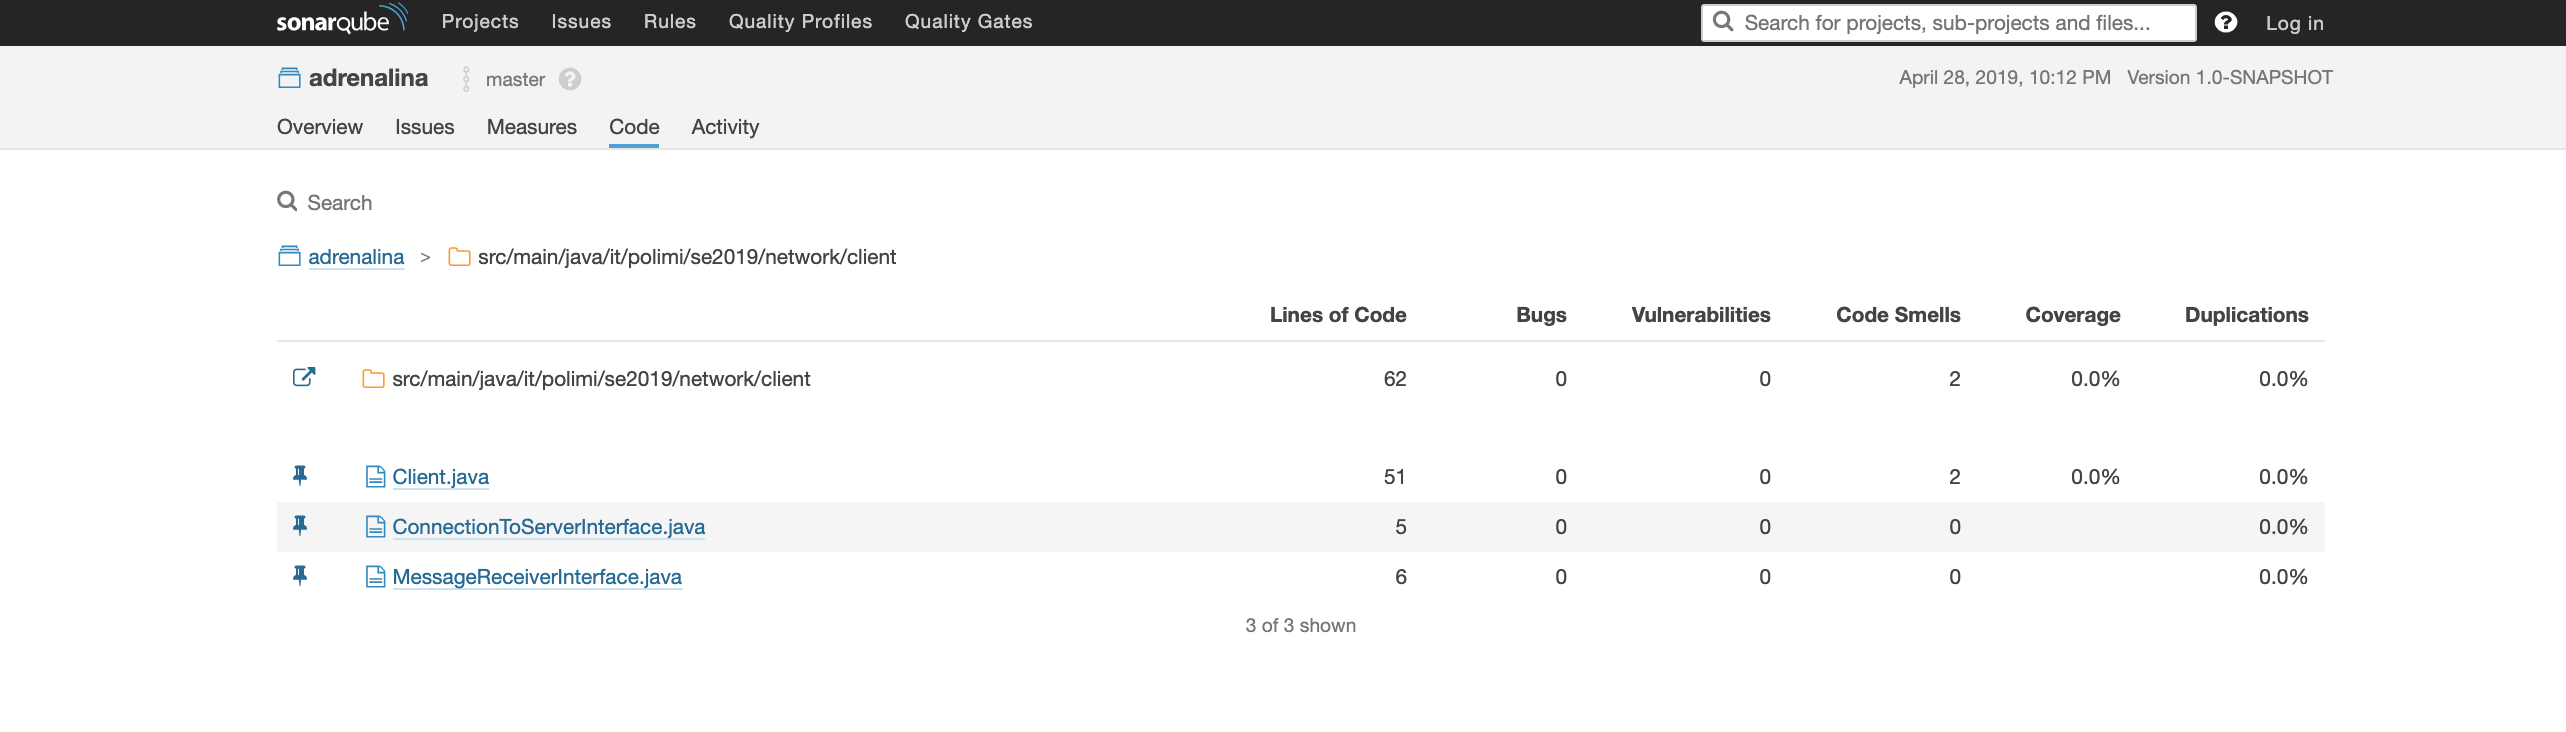 sonarqube Projects Issues Rules Quality Profiles Quality Gates Search for projects, sub-projects and files... ? Log in
adrenalina master ? April 28, 2019, 10:12 PM Version 1.0-SNAPSHOT
Overview Issues Measures Code Activity
Search
adrenalina > src/main/java/it/polimi/se2019/network/client
Lines of Code Bugs Vulnerabilities Code Smells Coverage Duplications
src/main/java/it/polimi/se2019/network/client 62 0 0 2 0.0% 0.0%
Client.java 51 0 0 2 0.0% 0.0%
ConnectionToServerInterface.java 5 0 0 0 0.0%
MessageReceiverInterface.java 6 0 0 0 0.0%
3 of 3 shown